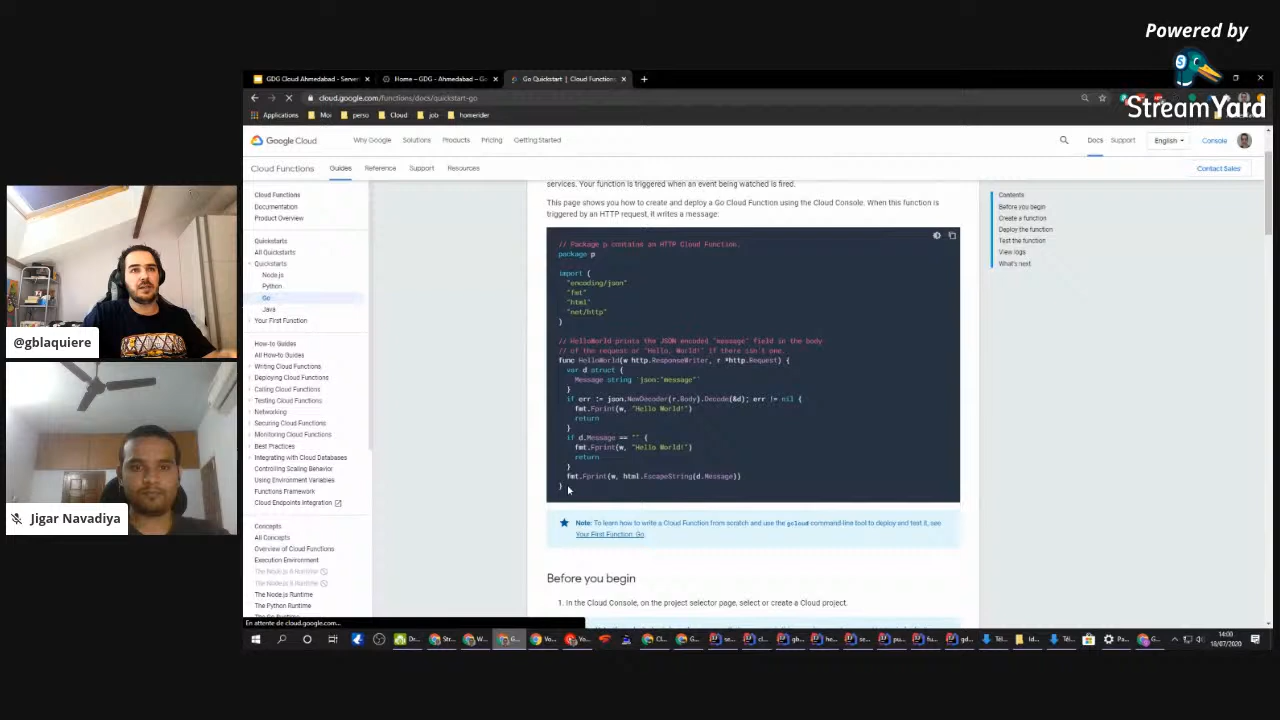 Powered by
StreamYard
GDG Cloud Ahmedabad - Server
Home – GDG - Ahmedabad – Go
Go Quickstart | Cloud Functions
cloud.google.com/functions/docs/quickstart-go
Applications
Moi
perso
Cloud
job
homerider
Google Cloud
Why Google
Solutions
Products
Pricing
Getting Started
Docs
Support
English
Console
Cloud Functions
Guides
Reference
Support
Resources
Contact Sales
Cloud Functions
Documentation
Product Overview
Quickstarts
All Quickstarts
Quickstarts
Node.js
Python
Go
Java
Your First Function
How-to Guides
All How-to Guides
Writing Cloud Functions
Deploying Cloud Functions
Calling Cloud Functions
Testing Cloud Functions
Networking
Securing Cloud Functions
Monitoring Cloud Functions
Best Practices
Integrating with Cloud Databases
Controlling Scaling Behavior
Using Environment Variables
Functions Framework
Cloud Endpoints Integration
Concepts
All Concepts
Overview of Cloud Functions
Execution Environment
The Node.js Runtime
The Python Runtime
En attente de cloud.google.com...
services. Your function is triggered when an event being watched is fired.
This page shows you how to create and deploy a Go Cloud Function using the Cloud Console. When this function is
triggered by an HTTP request, it writes a message:
// Package p contains an HTTP Cloud Function.
package p
import (
"encoding/json"
"fmt"
"html"
"net/http"
)
// HelloWorld prints the JSON encoded "message" field in the body
// of the request or "Hello, World!" if there isn't one.
func HelloWorld(w http.ResponseWriter, r *http.Request) {
var d struct {
Message string `json:"message"`
}
if err := json.NewDecoder(r.Body).Decode(&d); err != nil {
fmt.Fprint(w, "Hello World!")
return
}
if d.Message == "" {
fmt.Fprint(w, "Hello World!")
return
}
fmt.Fprint(w, html.EscapeString(d.Message))
}
Note: To learn how to write a Cloud Function from scratch and use the gcloud command-line tool to deploy and test it, see
Your First Function: Go.
Before you begin
1. In the Cloud Console, on the project selector page, select or create a Cloud project.
Contents
Before you begin
Create a function
Deploy the function
Test the function
View logs
What's next
@gblaquiere
Jigar Navadiya
14:00
18/07/2020